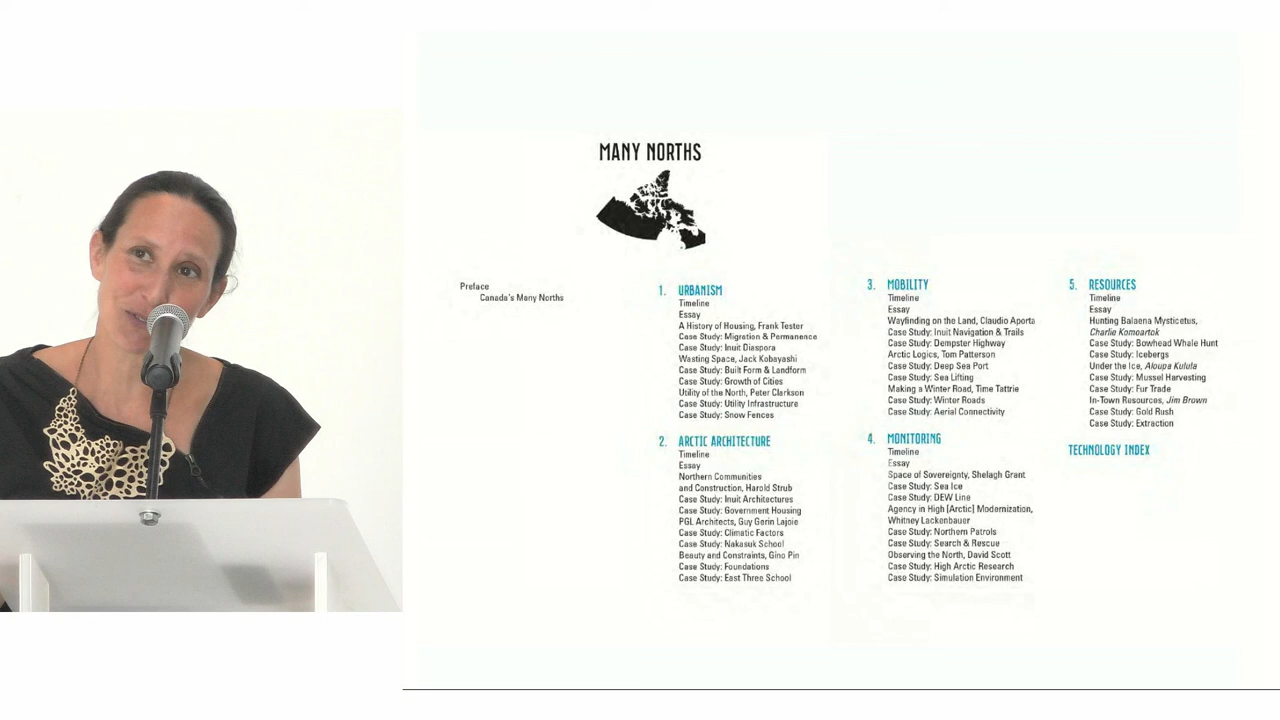 MANY NORTHS
Preface
Canada's Many Norths
1. URBANISM
Timeline
Essay
A History of Housing, Frank Tester
Case Study: Migration & Permanence
Case Study: Inuit Diaspora
Wasting Space, Jack Kobayashi
Case Study: Built Form & Landform
Case Study: Growth of Cities
Utility of the North, Peter Clarkson
Case Study: Utility Infrastructure
Case Study: Snow Fences
2. ARCTIC ARCHITECTURE
Timeline
Essay
Northern Communities
and Construction, Harold Strub
Case Study: Inuit Architectures
Case Study: Government Housing
PGL Architects, Guy Gerin Lajoie
Case Study: Climatic Factors
Case Study: Nakasuk School
Beauty and Constraints, Gino Pin
Case Study: Foundations
Case Study: East Three School
3. MOBILITY
Timeline
Essay
Wayfinding on the Land, Claudio Aporta
Case Study: Inuit Navigation & Trails
Case Study: Dempster Highway
Arctic Logics, Tom Patterson
Case Study: Deep Sea Port
Case Study: Sea Lifting
Making a Winter Road, Time Tattrie
Case Study: Winter Roads
Case Study: Aerial Connectivity
4. MONITORING
Timeline
Essay
Space of Sovereignty, Shelagh Grant
Case Study: Sea Ice
Case Study: DEW Line
Agency in High [Arctic] Modernization,
Whitney Lackenbauer
Case Study: Northern Patrols
Case Study: Search & Rescue
Observing the North, David Scott
Case Study: High Arctic Research
Case Study: Simulation Environment
5. RESOURCES
Timeline
Essay
Hunting Balaena Mysticetus,
Charlie Komoartok
Case Study: Bowhead Whale Hunt
Case Study: Icebergs
Under the Ice, Aloupa Kulula
Case Study: Mussel Harvesting
Case Study: Fur Trade
In-Town Resources, Jim Brown
Case Study: Gold Rush
Case Study: Extraction
TECHNOLOGY INDEX